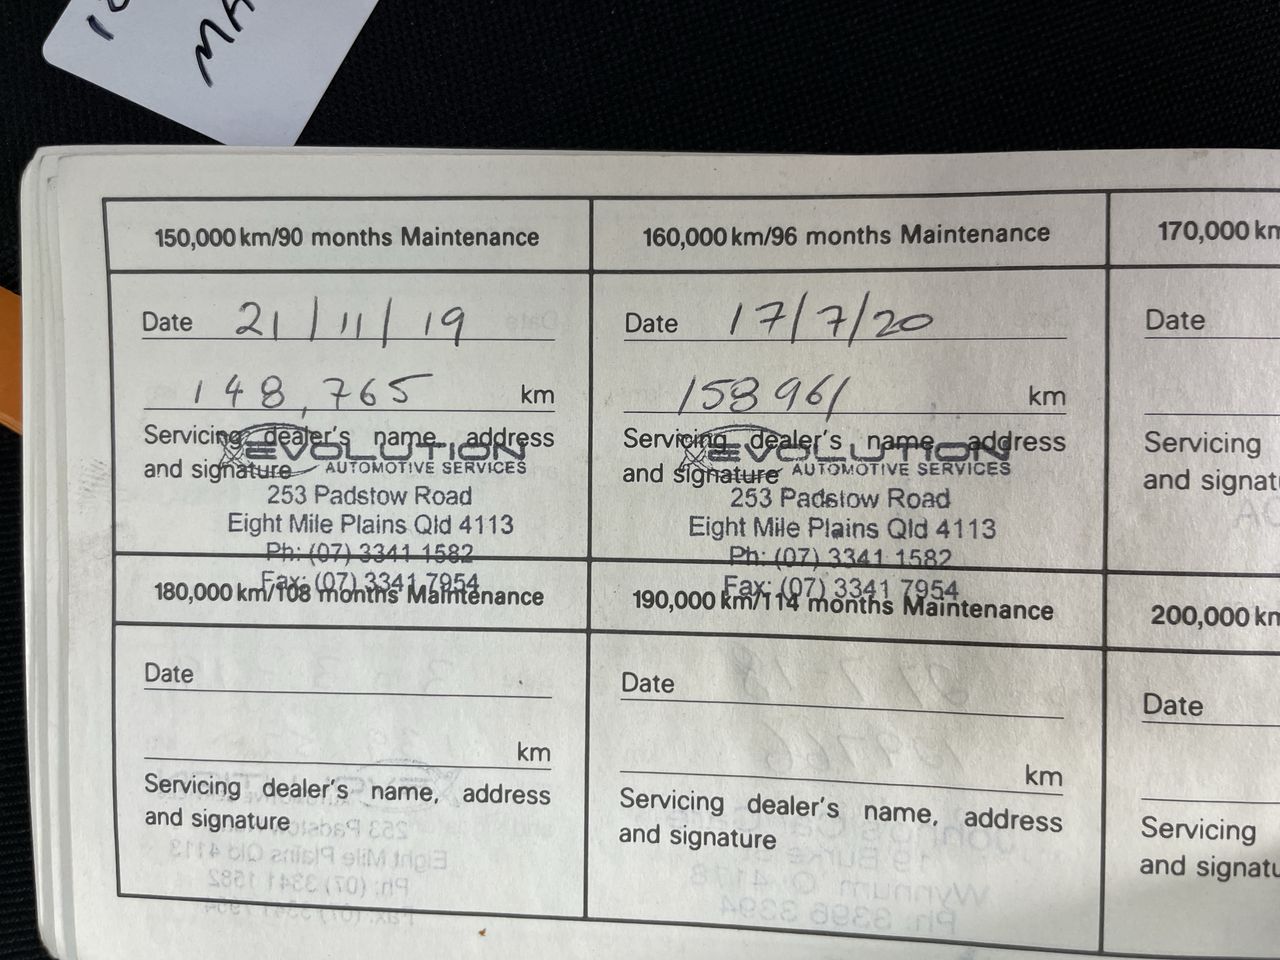 MA
150,000 km/90 months Maintenance
Date 21/11/19
148,765 km
Servicing dealer's name, address
and signature
EVOLUTION
AUTOMOTIVE SERVICES
253 Padstow Road
Eight Mile Plains Qld 4113
Ph: (07) 3341 1582
Fax: (07) 3341 7954
160,000 km/96 months Maintenance
Date 17/7/20
158961 km
Servicing dealer's name, address
and signature
EVOLUTION
AUTOMOTIVE SERVICES
253 Padstow Road
Eight Mile Plains Qld 4113
Ph: (07) 3341 1582
Fax: (07) 3341 7954
170,000 km
Date
Servicing
and signatu
180,000 km/108 months Maintenance
Date
km
Servicing dealer's name, address
and signature
190,000 km/114 months Maintenance
Date
km
Servicing dealer's name, address
and signature
200,000 km
Date
Servicing
and signatu